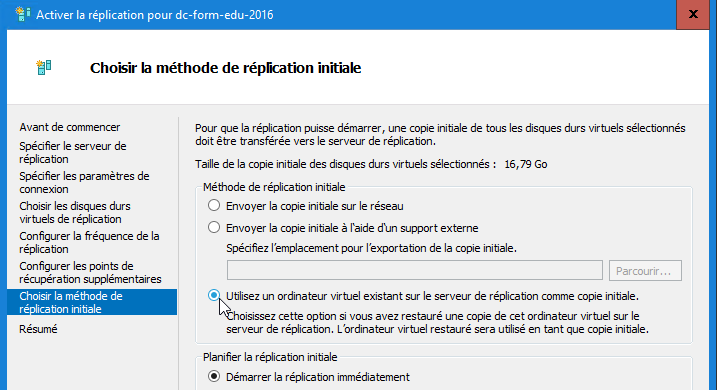 Activer la réplication pour dc-form-edu-2016
Choisir la méthode de réplication initiale
Avant de commencer
Spécifier le serveur de
réplication
Spécifier les paramètres de
connexion
Choisir les disques durs
virtuels de réplication
Configurer la fréquence de la
réplication
Configurer les points de
récupération supplémentaires
Choisir la méthode de
réplication initiale
Résumé
Pour que la réplication puisse démarrer, une copie initiale de tous les disques durs virtuels sélectionnés
doit être transférée vers le serveur de réplication.
Taille de la copie initiale des disques durs virtuels sélectionnés : 16,79 Go
Méthode de réplication initiale
Envoyer la copie initiale sur le réseau
Envoyer la copie initiale à l'aide d'un support externe
Spécifiez l'emplacement pour l'exportation de la copie initiale.
Parcourir...
Utilisez un ordinateur virtuel existant sur le serveur de réplication comme copie initiale.
Choisissez cette option si vous avez restauré une copie de cet ordinateur virtuel sur le
serveur de réplication. L'ordinateur virtuel restauré sera utilisé en tant que copie initiale.
Planifier la réplication initiale
Démarrer la réplication immédiatement